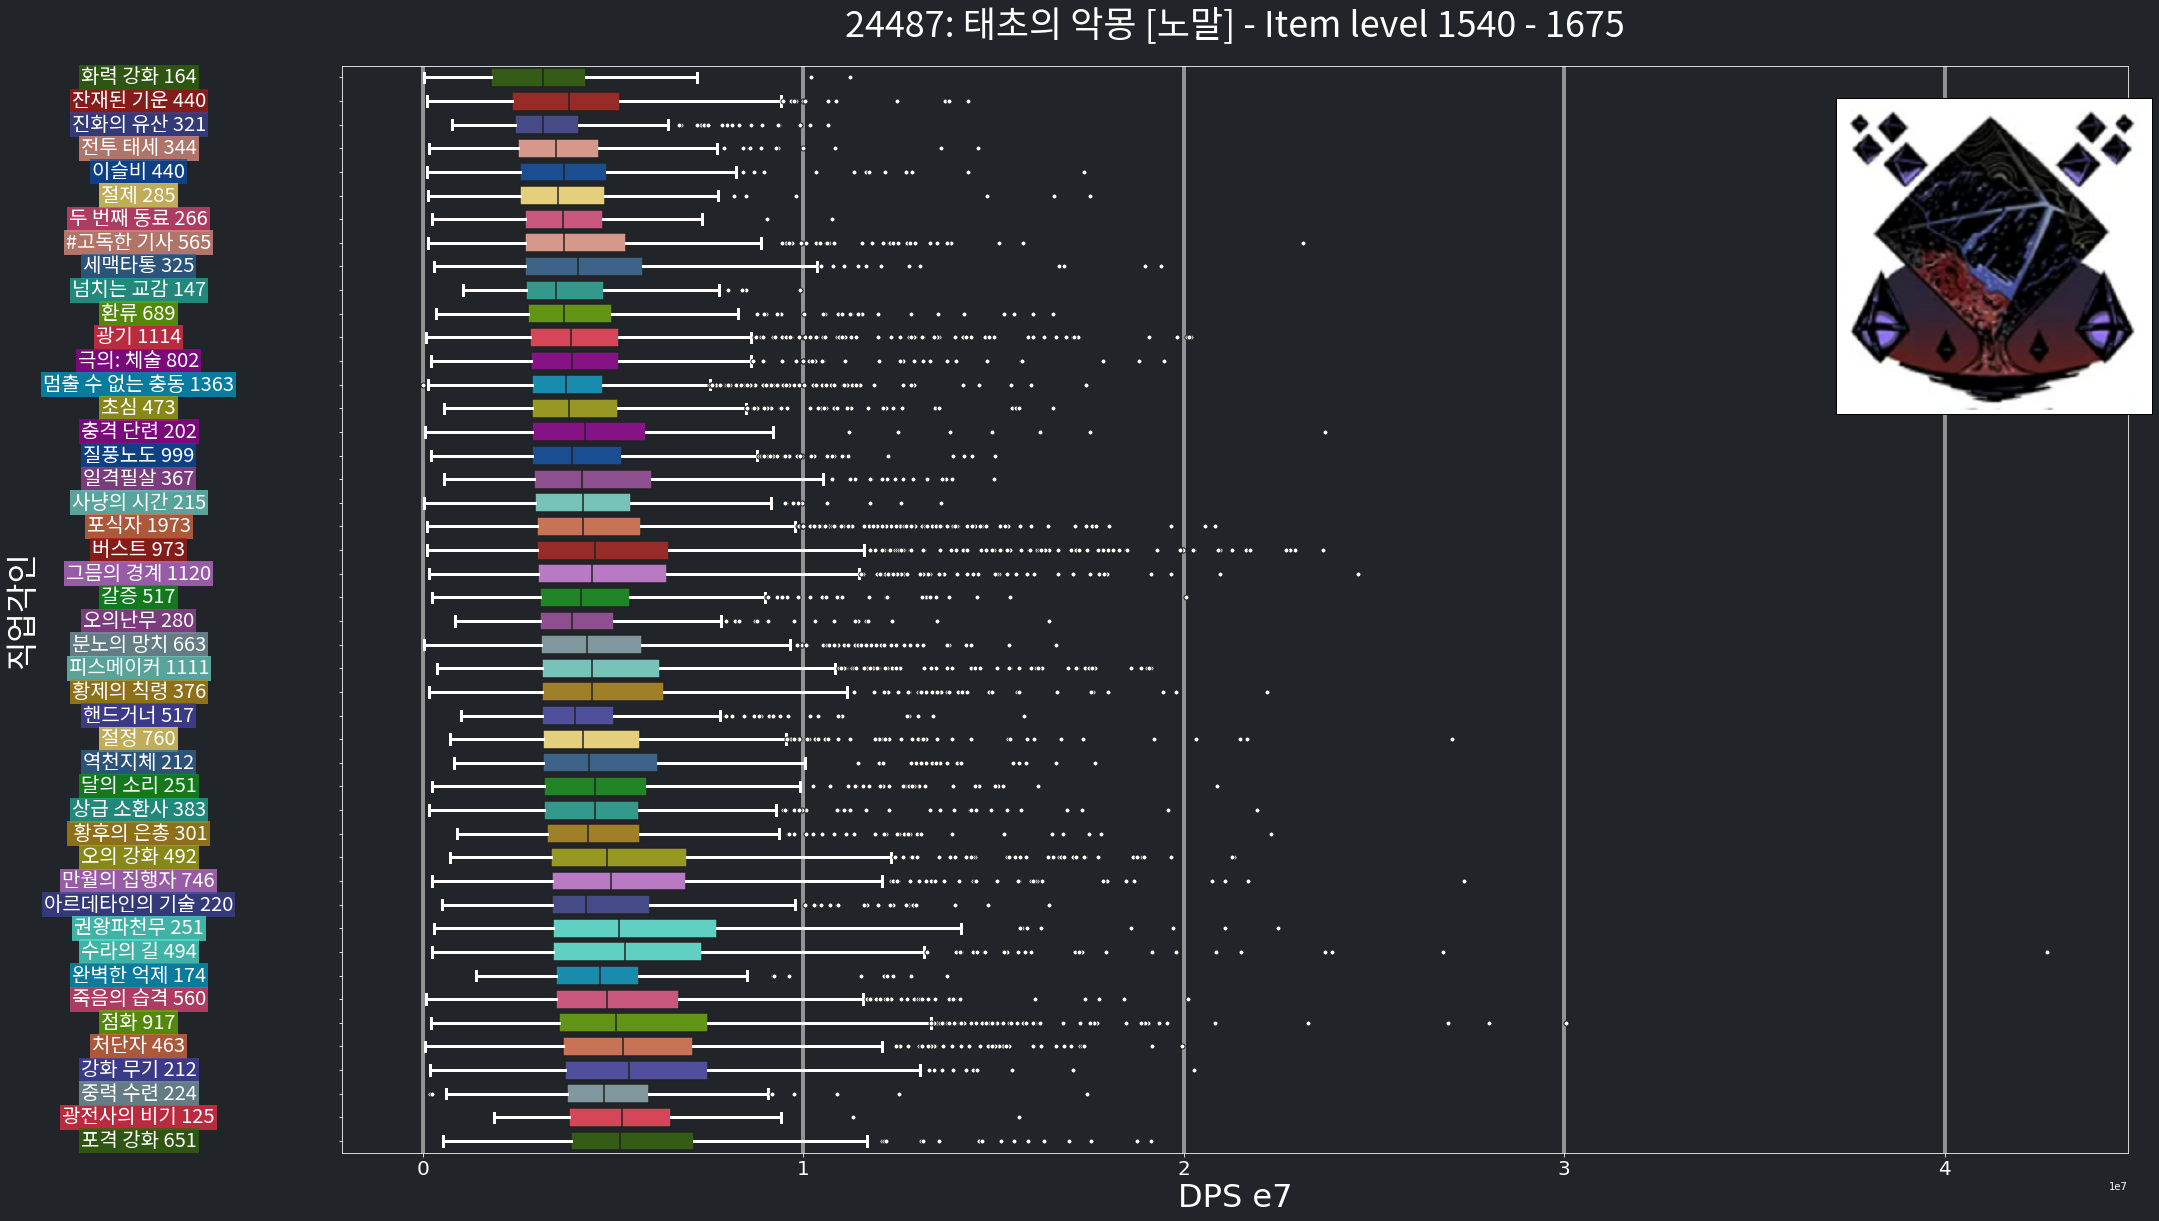 24487: 태초의 악몽 [노말] - Item level 1540 - 1675
화력 강화 164
잔재된 기운 440
진화의 유산 321
전투 태세 344
이슬비 440
절제 285
두 번째 동료 266
#고독한 기사 565
세맥타통 325
넘치는 교감 147
환류 689
광기 1114
극의: 체술 802
멈출 수 없는 충동 1363
초심 473
충격 단련 202
질풍노도 999
일격필살 367
사냥의 시간 215
포식자 1973
버스트 973
그믐의 경계 1120
갈증 517
오의난무 280
분노의 망치 663
피스메이커 1111
황제의 칙령 376
핸드거너 517
절정 760
역천지체 212
달의 소리 251
상급 소환사 383
황후의 은총 301
오의 강화 492
만월의 집행자 746
아르데타인의 기술 220
권왕파천무 251
수라의 길 494
완벽한 억제 174
죽음의 습격 560
점화 917
처단자 463
강화 무기 212
중력 수련 224
광전사의 비기 125
포격 강화 651
직업각인
0 1 2 3 4
DPS e7
1e7